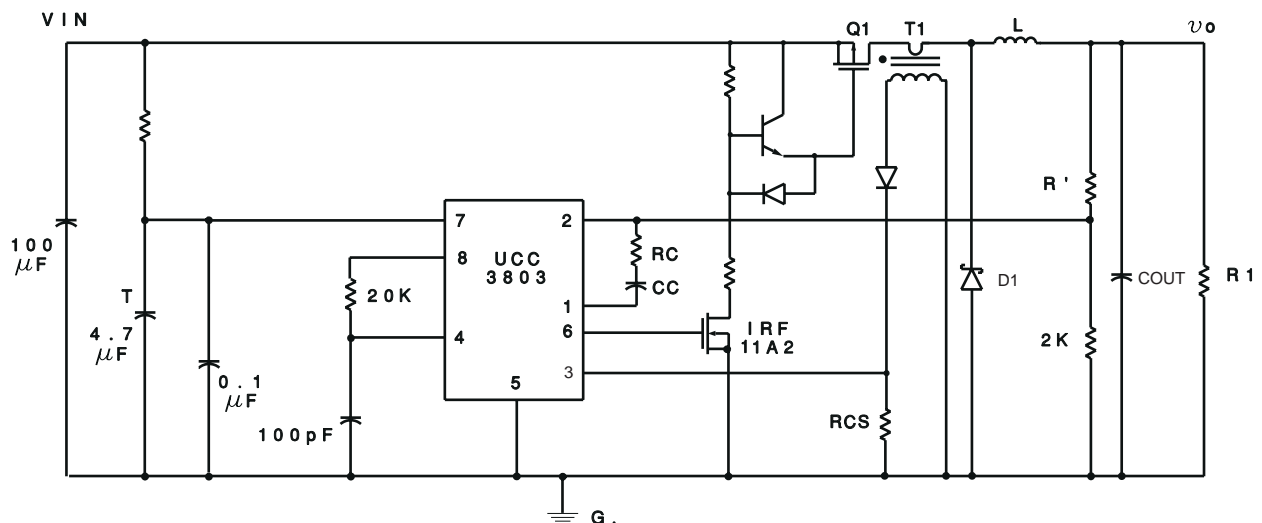 VIN
Q1
T1
L
υo
R'
7
2
100
μF
8
UCC
3803
RC
T
20K
CC
D1
COUT
R1
4.7
μF
1
6
IRF
11A2
4
2K
3
0.1
μF
5
100pF
RCS
G.